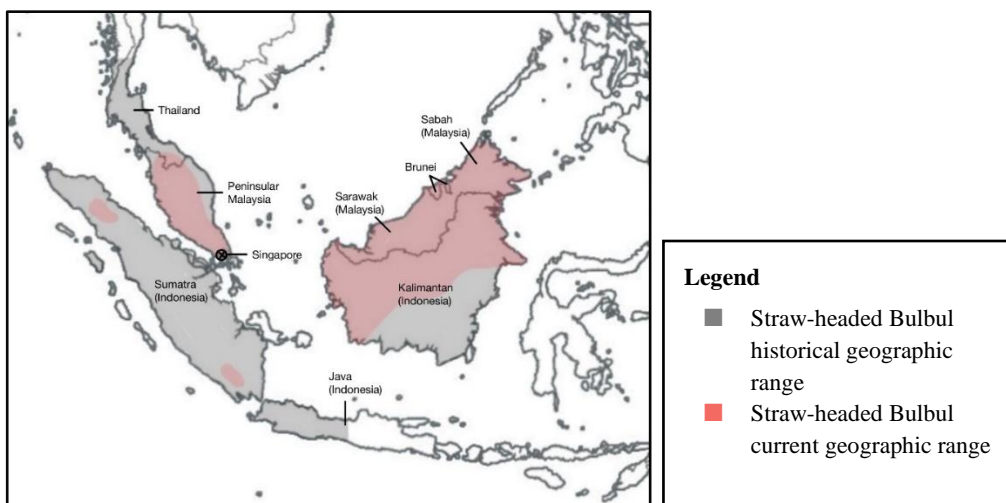 Thailand
Sabah
(Malaysia)
Brunei
Peninsular
Malaysia
Sarawak
(Malaysia)
Singapore
Sumatra
(Indonesia)
Kalimantan
(Indonesia)
Java
(Indonesia)
Legend
Straw-headed Bulbul
historical geographic
range
Straw-headed Bulbul
current geographic range